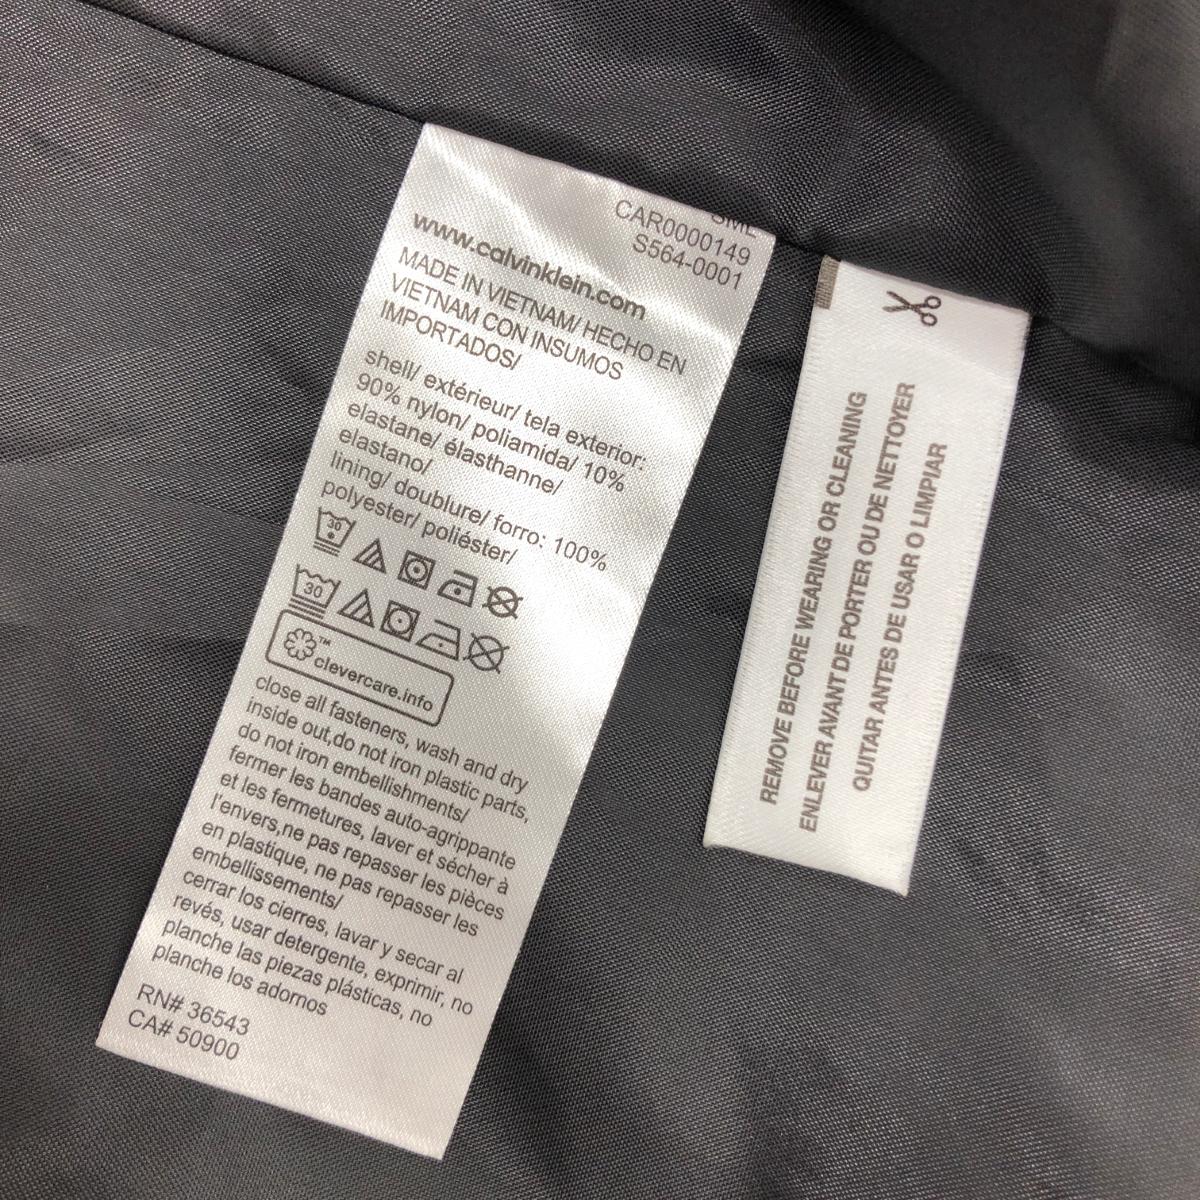 SML
CAR0000149
S564-0001
www.calvinklein.com
MADE IN VIETNAM/ HECHO EN
VIETNAM CON INSUMOS
IMPORTADOS/
shell/ extérieur/ tela exterior:
90% nylon/ poliamida/ 10%
elastane/ élasthanne/
elastano/
lining/ doublure/ forro: 100%
polyester/ poliéster/
30
30
™
clevercare.info
close all fasteners, wash and dry
inside out,do not iron plastic parts,
do not iron embellishments/
fermer les bandes auto-agrippante
et les fermetures, laver et sécher à
l'envers,ne pas repasser les pièces
en plastique, ne pas repasser les
embellissements/
cerrar los cierres, lavar y secar al
revés, usar detergente, exprimir, no
planche las piezas plásticas, no
planche los adornos
RN# 36543
CA# 50900
REMOVE BEFORE WEARING OR CLEANING
ENLEVER AVANT DE PORTER OU DE NETTOYER
QUITAR ANTES DE USAR O LIMPIAR